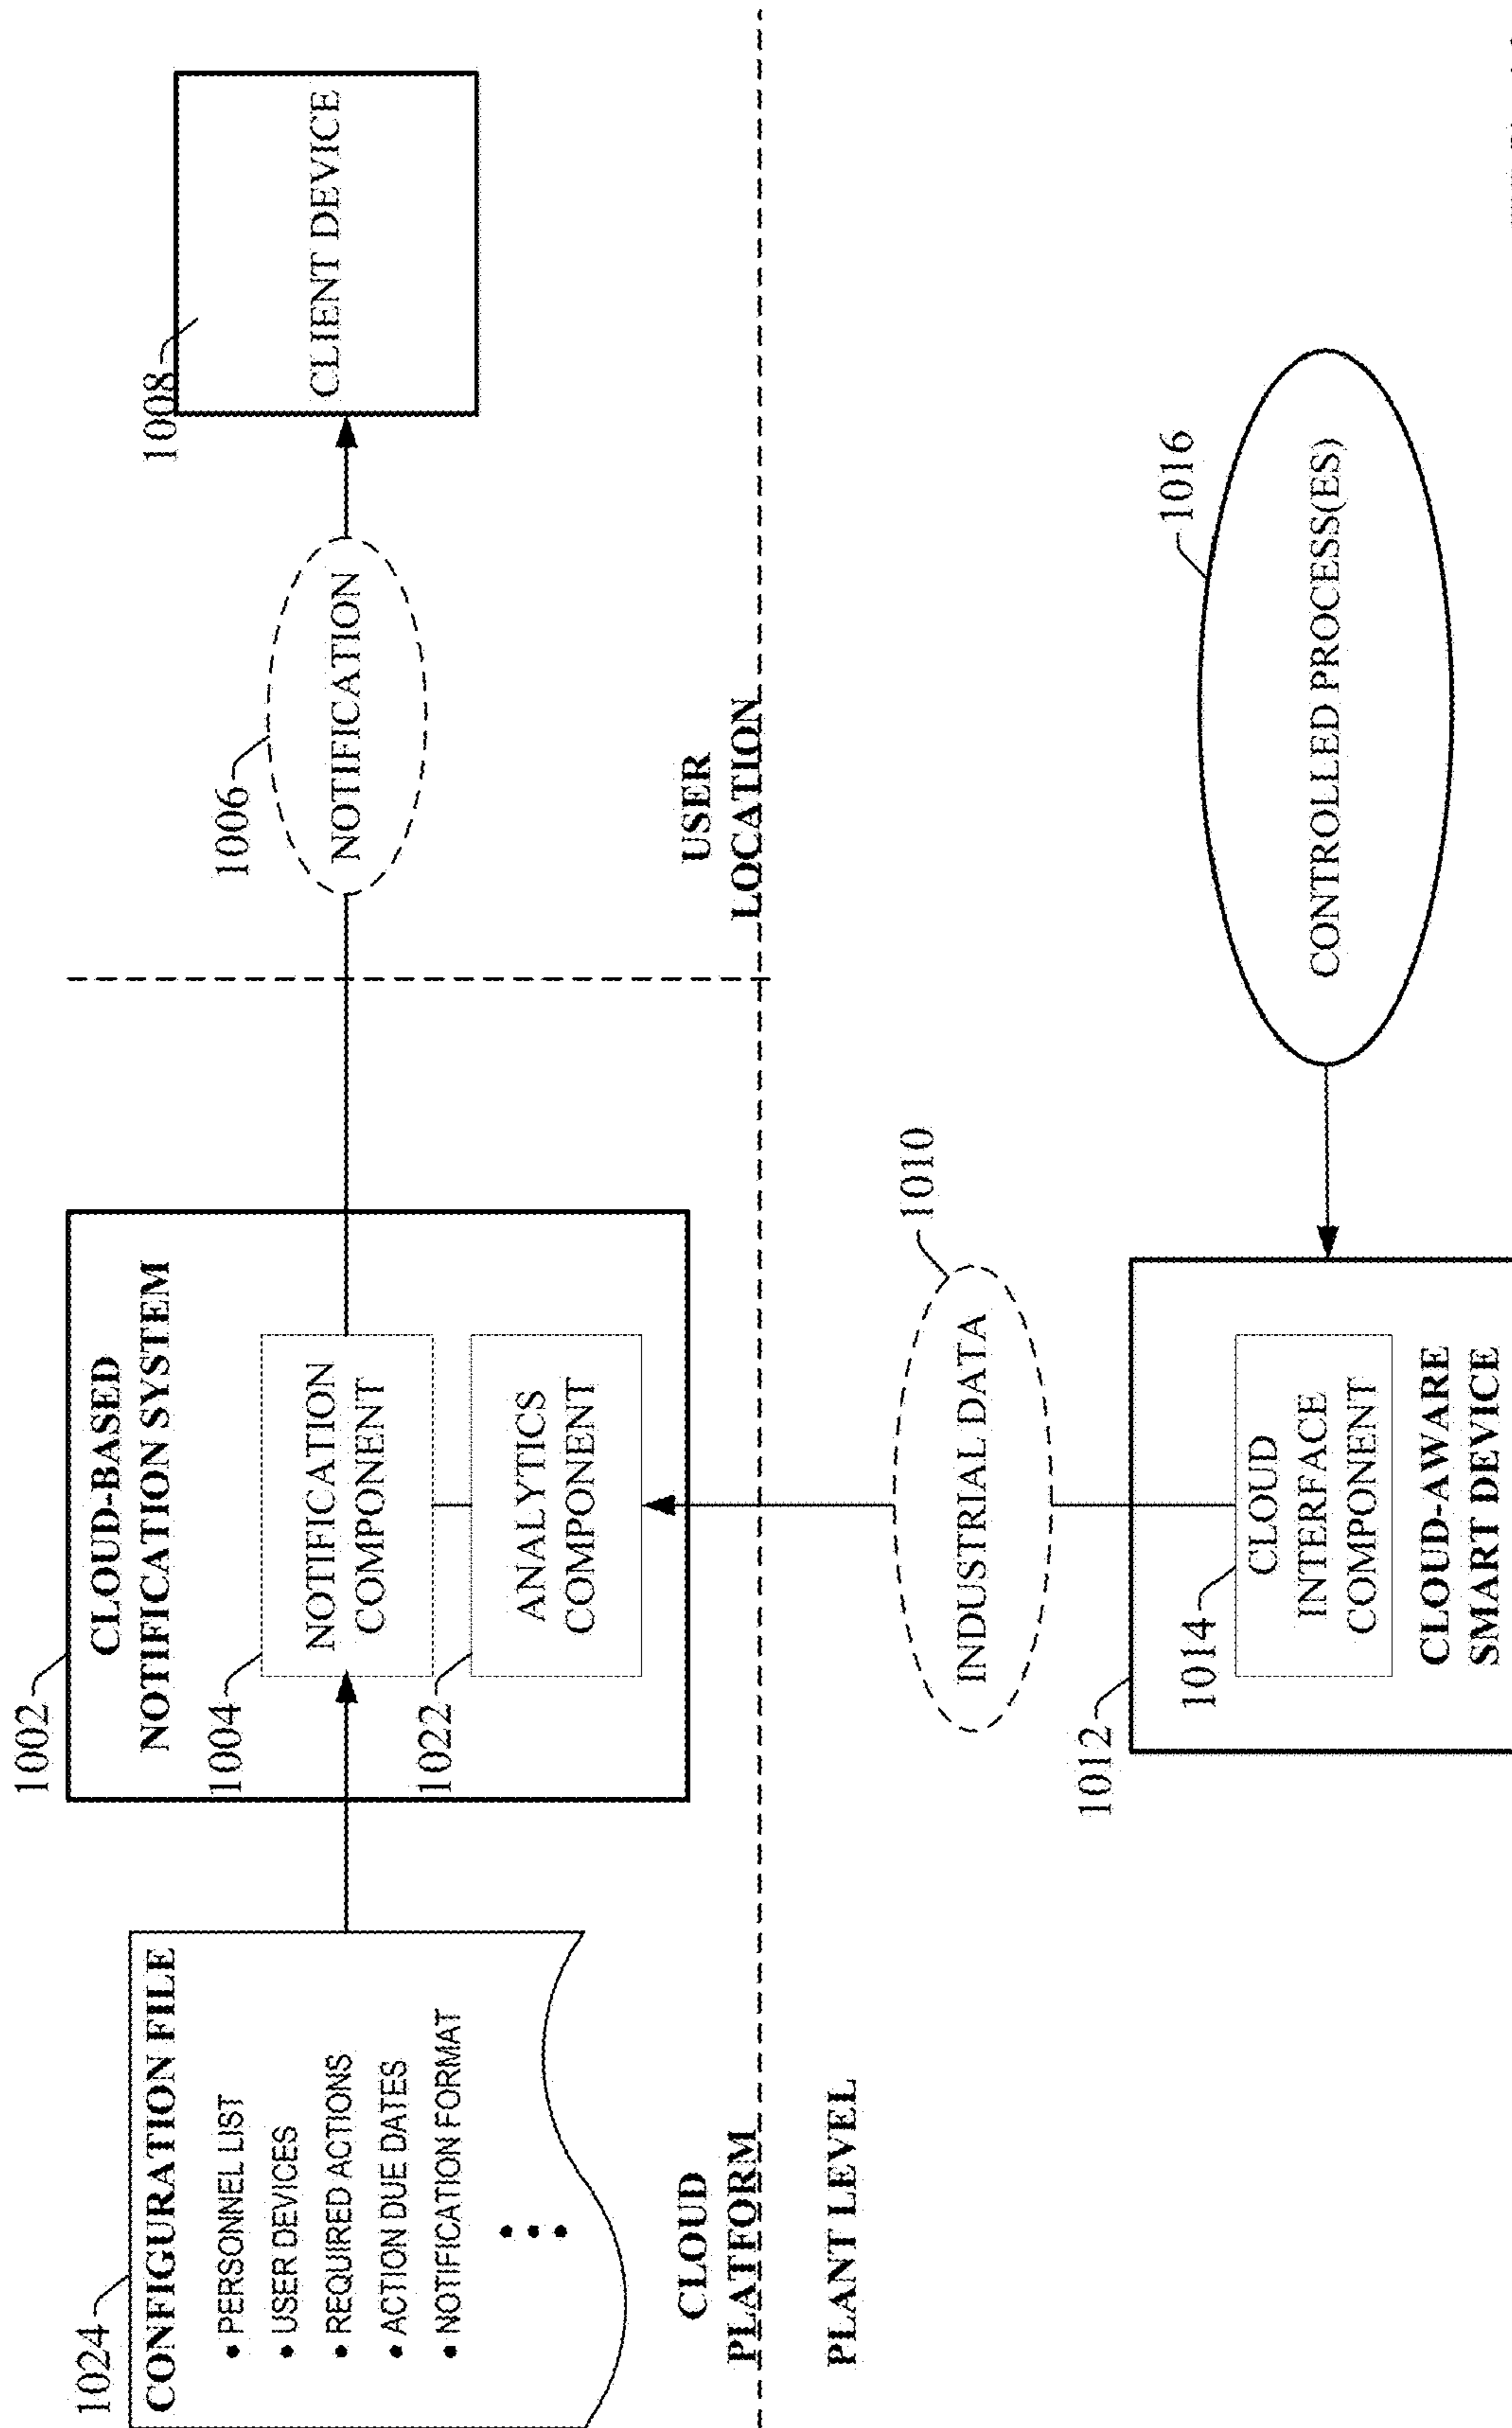 1024
CONFIGURATION FILE
• PERSONNEL LIST
• USER DEVICES
• REQUIRED ACTIONS
• ACTION DUE DATES
• NOTIFICATION FORMAT
1002
CLOUD-BASED
NOTIFICATION SYSTEM
1004
NOTIFICATION
COMPONENT
1022
ANALYTICS
COMPONENT
1006
NOTIFICATION
1008
CLIENT DEVICE
CLOUD
PLATFORM
USER
LOCATION
PLANT LEVEL
1010
INDUSTRIAL DATA
1012
1014
CLOUD
INTERFACE
COMPONENT
CLOUD-AWARE
SMART DEVICE
1016
CONTROLLED PROCESS(ES)